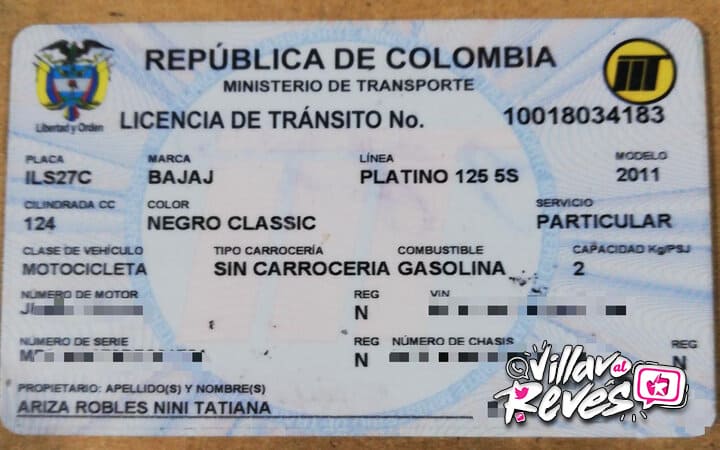 REPÚBLICA DE COLOMBIA
MINISTERIO DE TRANSPORTE
Libertad y Orden
LICENCIA DE TRÁNSITO No. 10018034183
PLACA MARCA LÍNEA MODELO
ILS27C BAJAJ PLATINO 125 5S 2011
CILINDRADA CC COLOR SERVICIO
124 NEGRO CLASSIC PARTICULAR
CLASE DE VEHÍCULO TIPO CARROCERÍA COMBUSTIBLE CAPACIDAD Kg/PSJ
MOTOCICLETA SIN CARROCERIA GASOLINA 2
NÚMERO DE MOTOR REG VIN
N
NÚMERO DE SERIE REG NÚMERO DE CHASIS REG
N N
PROPIETARIO: APELLIDO(S) Y NOMBRE(S)
ARIZA ROBLES NINI TATIANA
Villav al Revés